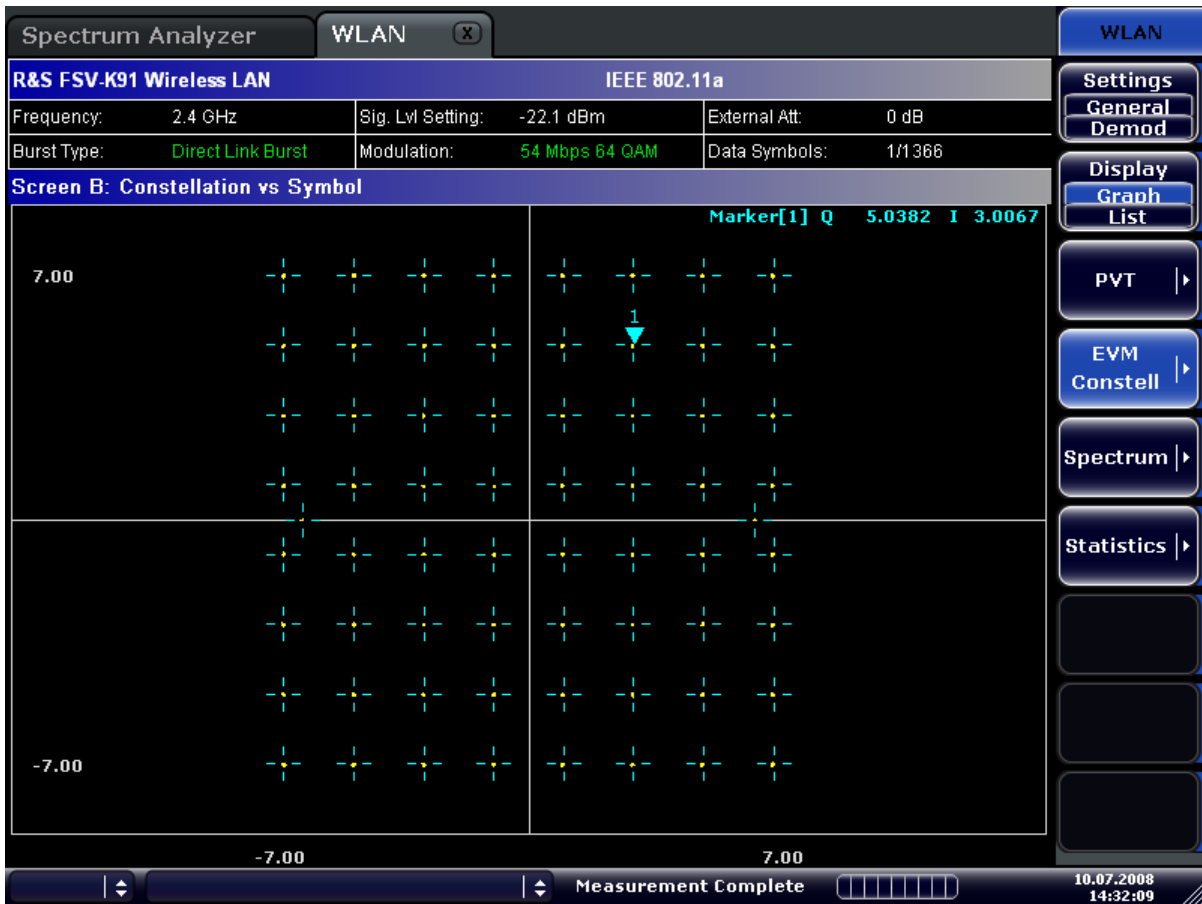 Spectrum Analyzer
WLAN
X
WLAN
R&S FSV-K91 Wireless LAN
IEEE 802.11a
Frequency: 2.4 GHz Sig. Lvl Setting: -22.1 dBm External Att: 0 dB
Burst Type: Direct Link Burst Modulation: 54 Mbps 64 QAM Data Symbols: 1/1366
Screen B: Constellation vs Symbol
Marker[1] Q 5.0382 I 3.0067
7.00
1
-7.00
-7.00
7.00
Settings
General
Demod
Display
Graph
List
PVT
EVM
Constell
Spectrum
Statistics
Measurement Complete
10.07.2008
14:32:09